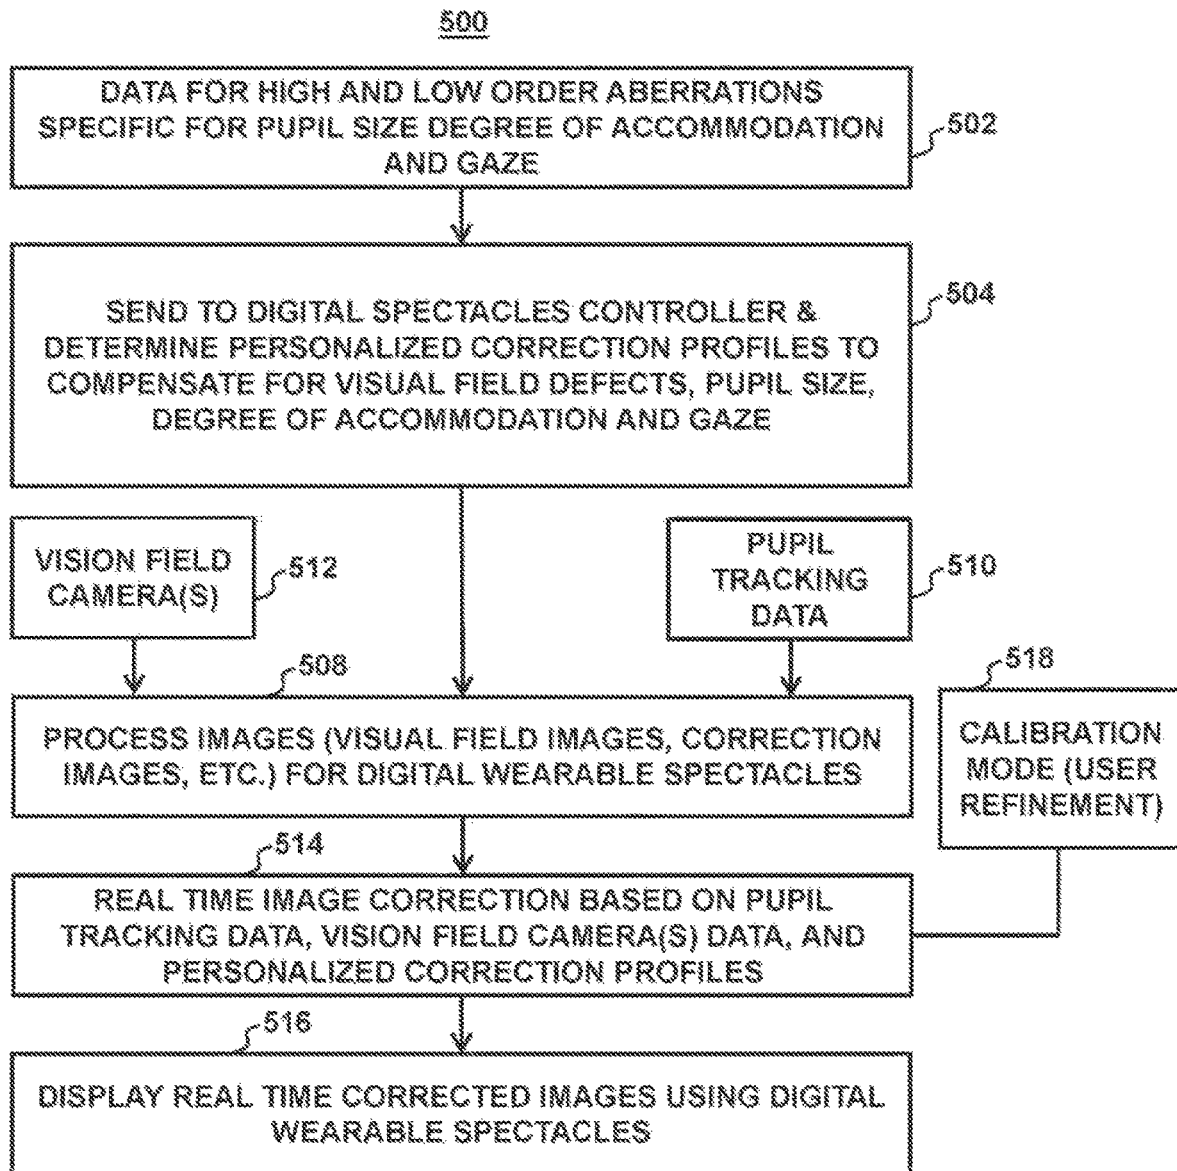 500
DATA FOR HIGH AND LOW ORDER ABERRATIONS
SPECIFIC FOR PUPIL SIZE DEGREE OF ACCOMMODATION
AND GAZE
502
SEND TO DIGITAL SPECTACLES CONTROLLER &
DETERMINE PERSONALIZED CORRECTION PROFILES TO
COMPENSATE FOR VISUAL FIELD DEFECTS, PUPIL SIZE,
DEGREE OF ACCOMMODATION AND GAZE
504
VISION FIELD
CAMERA(S)
512
PUPIL
TRACKING
DATA
510
508
PROCESS IMAGES (VISUAL FIELD IMAGES, CORRECTION
IMAGES, ETC.) FOR DIGITAL WEARABLE SPECTACLES
518
CALIBRATION
MODE (USER
REFINEMENT)
514
REAL TIME IMAGE CORRECTION BASED ON PUPIL
TRACKING DATA, VISION FIELD CAMERA(S) DATA, AND
PERSONALIZED CORRECTION PROFILES
516
DISPLAY REAL TIME CORRECTED IMAGES USING DIGITAL
WEARABLE SPECTACLES